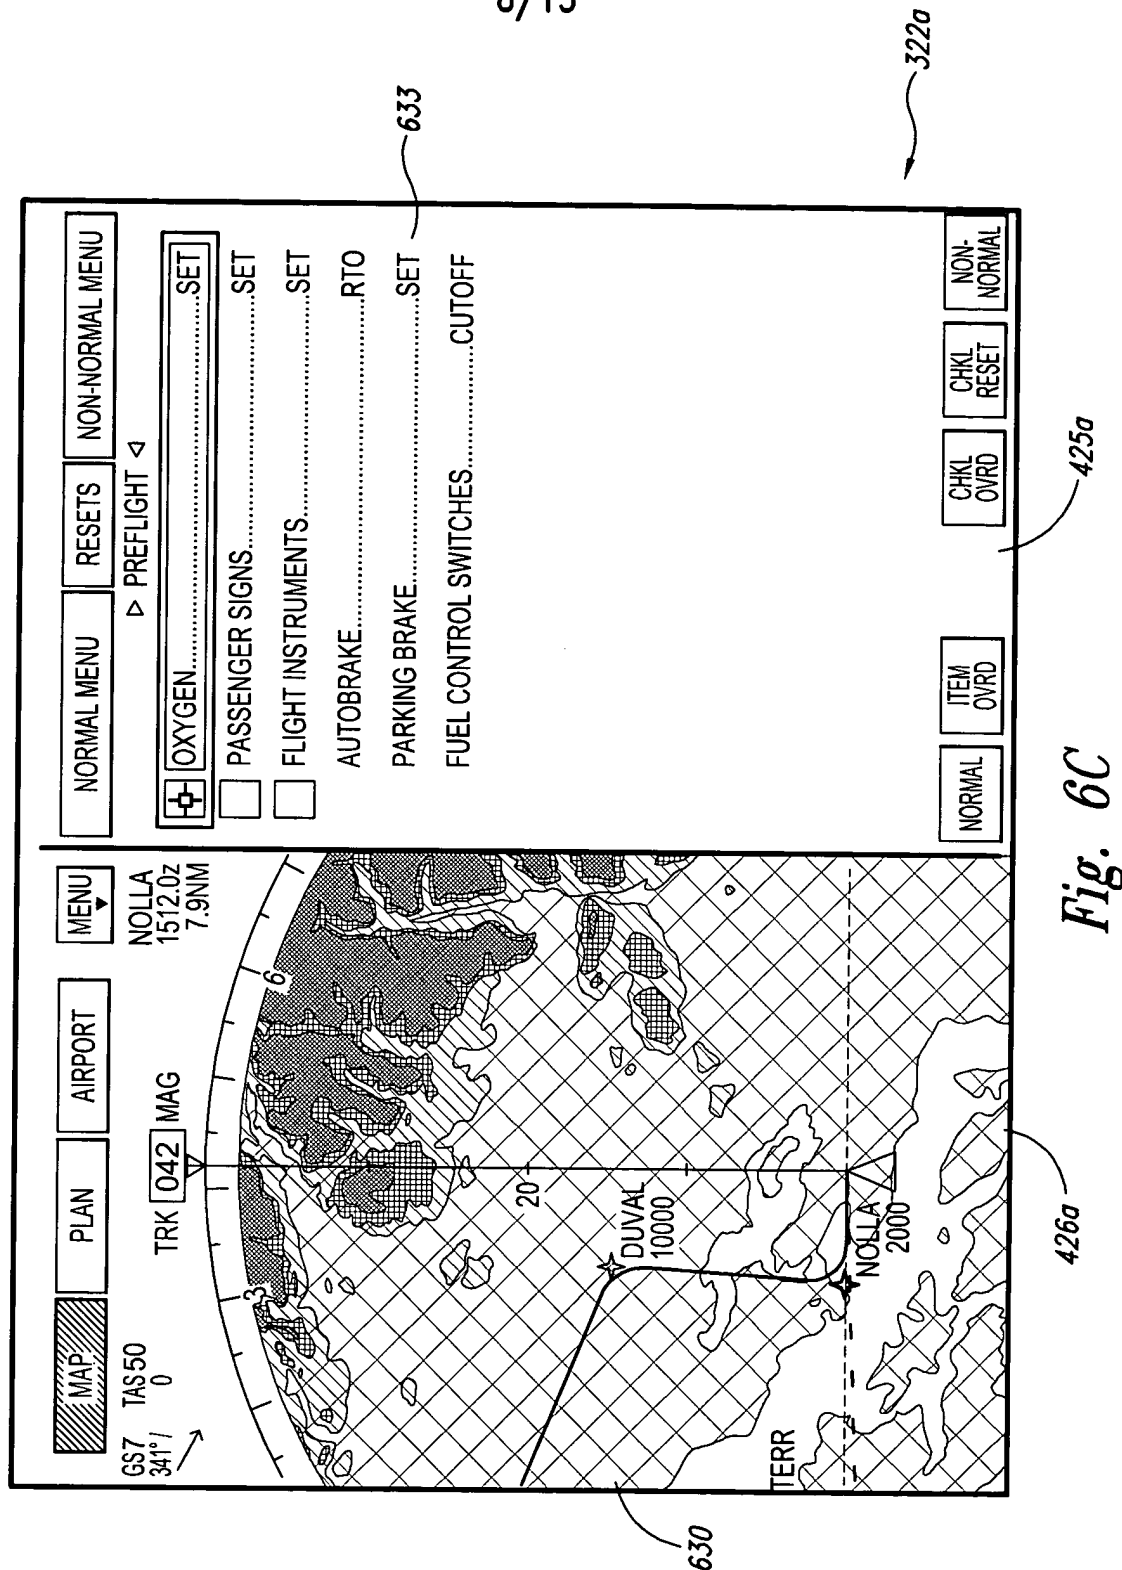 8/15
MAP
PLAN
AIRPORT
MENU
GS7
TAS50
341°/
0
TRK 042 MAG
NOLLA
1512.0z
7.9NM
3
6
20
DUVAL
10000
NOLLA
2000
TERR
NORMAL MENU
RESETS
NON-NORMAL MENU
PREFLIGHT
OXYGEN..........SET
PASSENGER SIGNS..........SET
FLIGHT INSTRUMENTS..........SET
AUTOBRAKE..........RTO
PARKING BRAKE..........SET
FUEL CONTROL SWITCHES..........CUTOFF
NORMAL
ITEM
OVRD
CHKL
OVRD
CHKL
RESET
NON-
NORMAL
630
426a
425a
633
322a
Fig. 6C